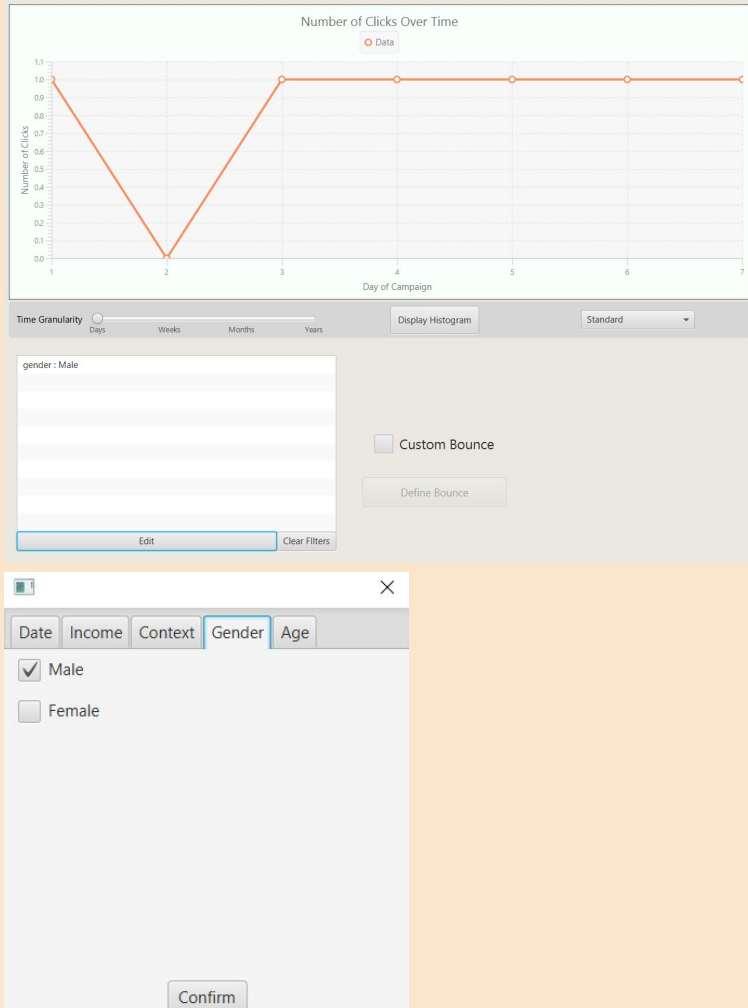 Number of Clicks Over Time
Data
1.1
1.0
0.9
0.8
0.7
0.6
0.5
0.4
0.3
0.2
0.1
0.0
Number of Clicks
1 2 3 4 5 6 7
Day of Campaign
Time Granularity
Days Weeks Months Years
Display Histogram
Standard
gender : Male
Custom Bounce
Define Bounce
Edit Clear Filters
Date Income Context Gender Age
Male
Female
Confirm